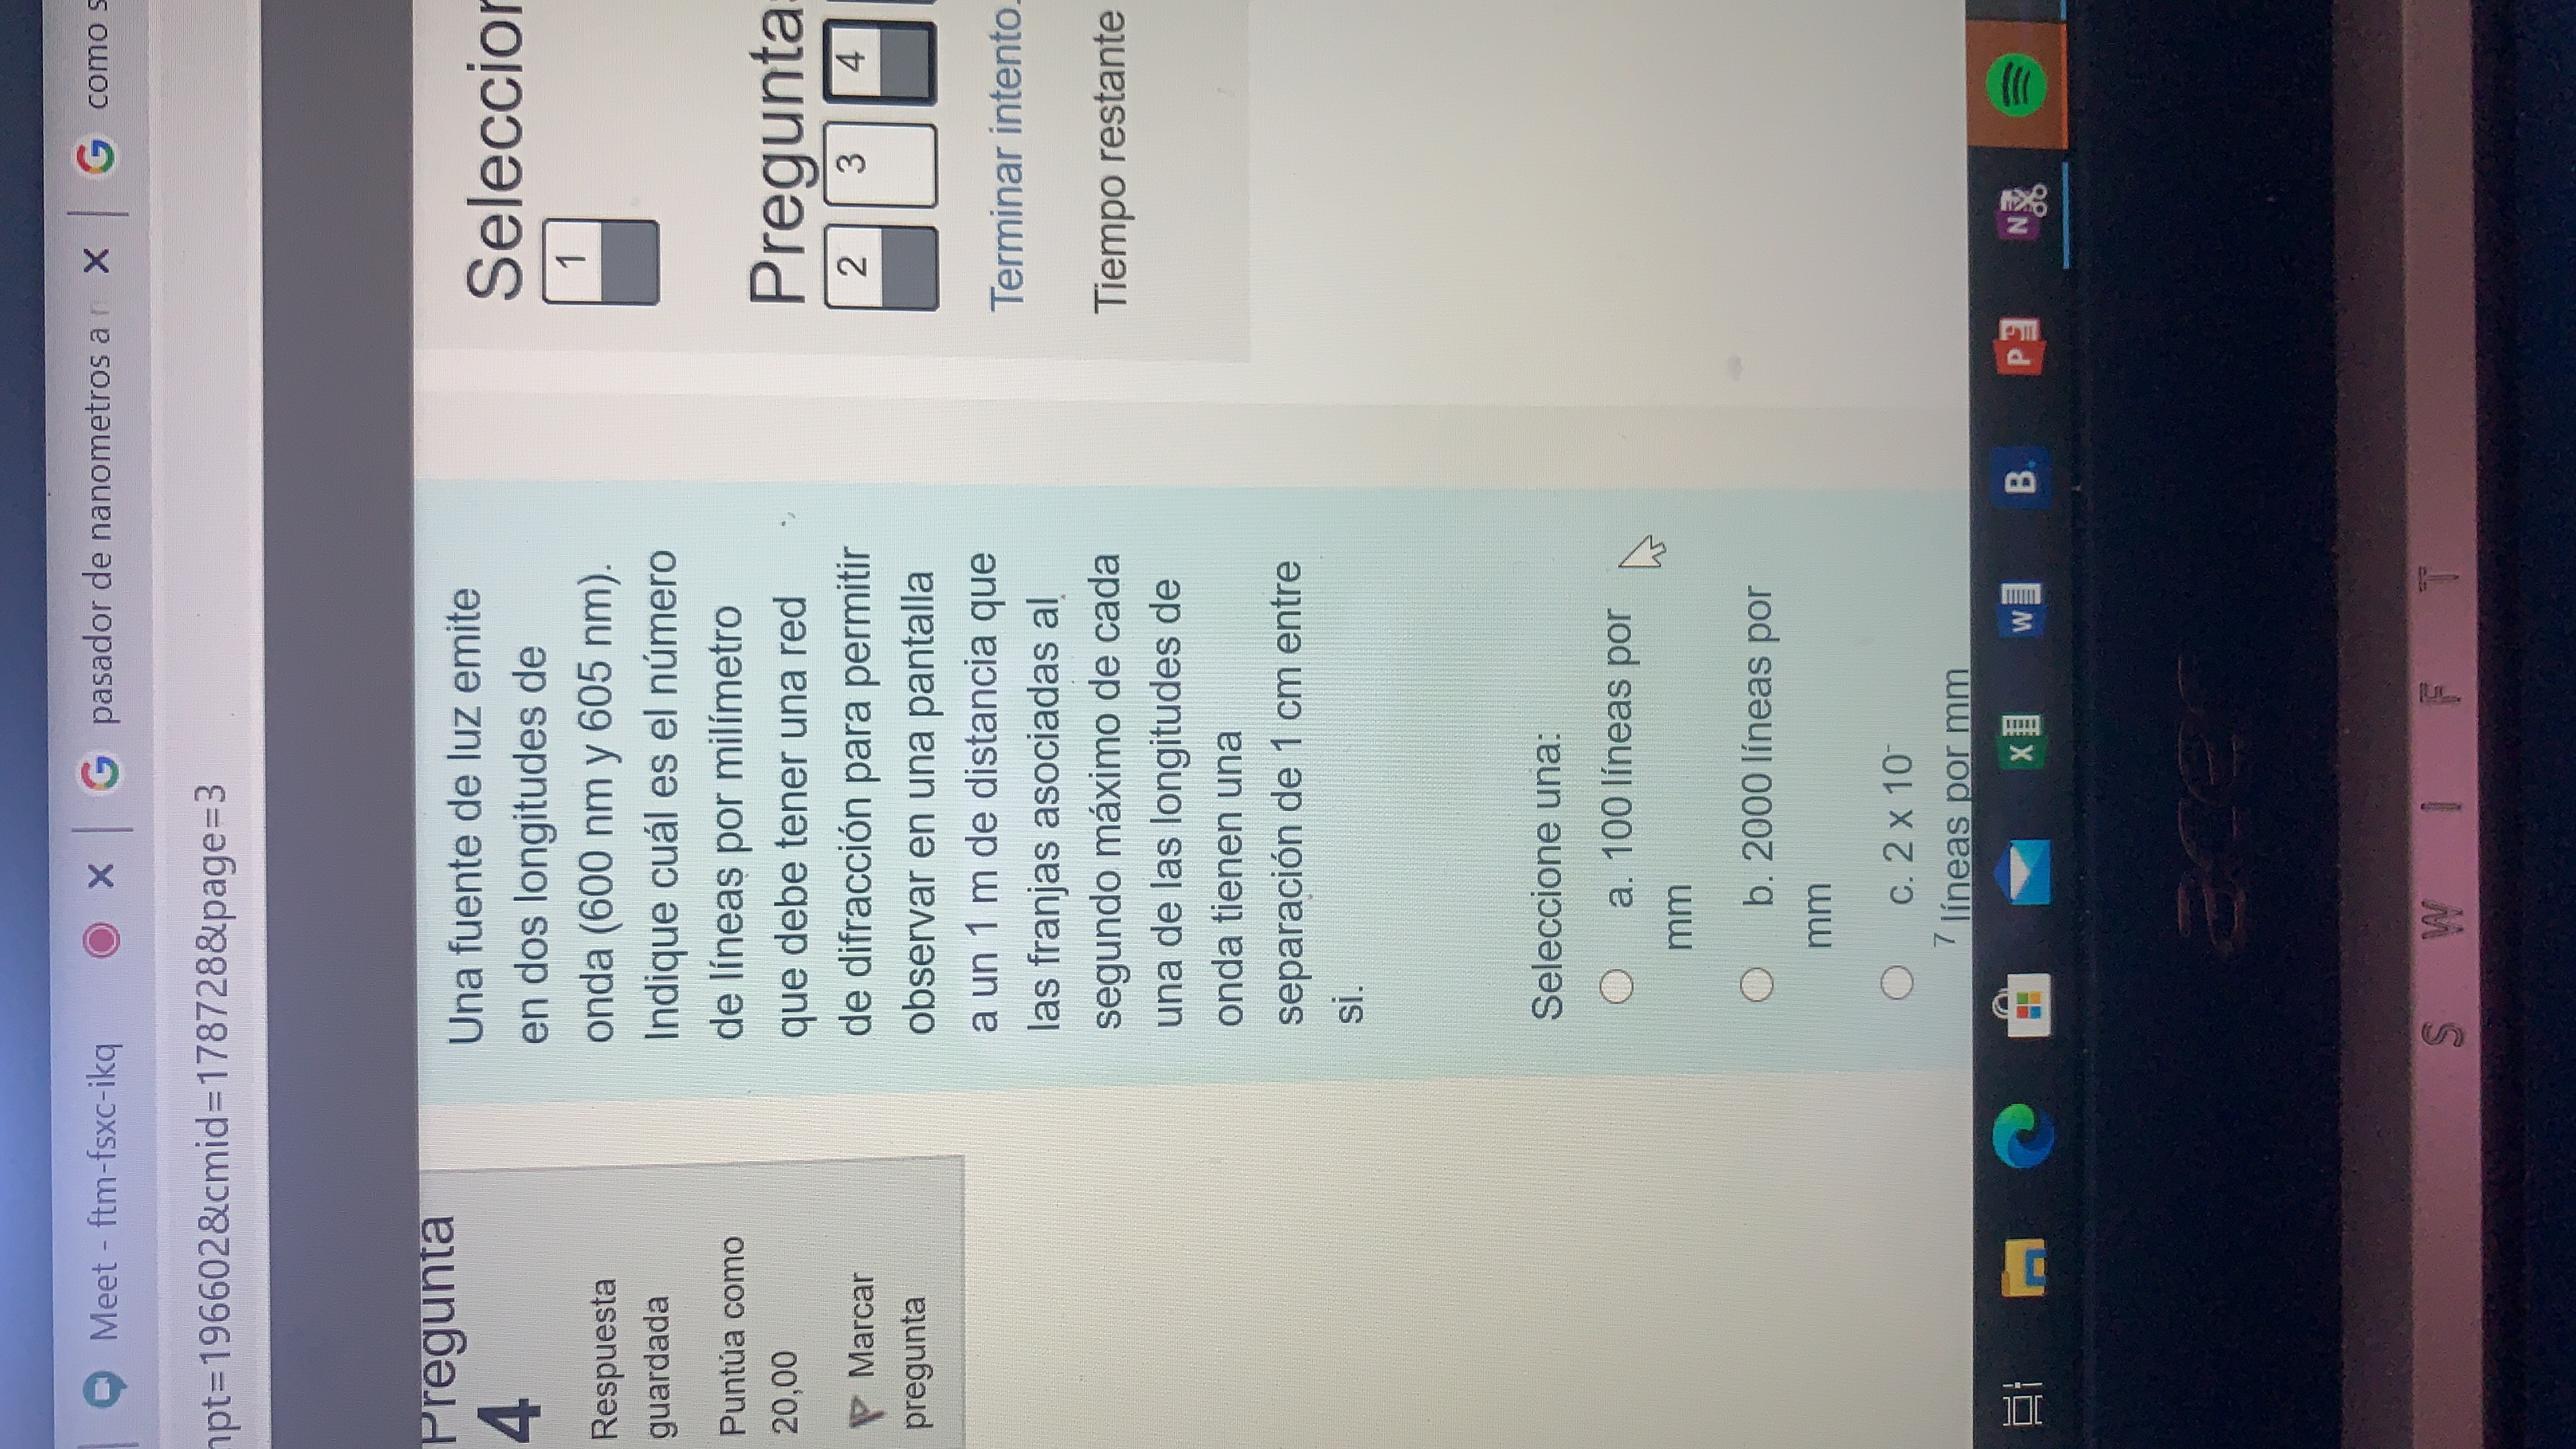 Meet - ftm-fsxc-ikq
pasador de nanometros a
como s
npt=196602&cmid=178728&page=3
Pregunta
4
Respuesta
guardada
Puntúa como
20,00
Marcar
pregunta
Una fuente de luz emite
en dos longitudes de
onda (600 nm y 605 nm).
Indique cuál es el número
de líneas por milímetro
que debe tener una red
de difracción para permitir
observar en una pantalla
a un 1 m de distancia que
las franjas asociadas al
segundo máximo de cada
una de las longitudes de
onda tienen una
separación de 1 cm entre
si.
Seleccione una:
a. 100 líneas por
mm
b. 2000 líneas por
mm
c. 2 x 10-
7 líneas por mm
Seleccion
1
Pregunta
2 3 4
Terminar intento.
Tiempo restante
X W B. P N
acer
SWIFT